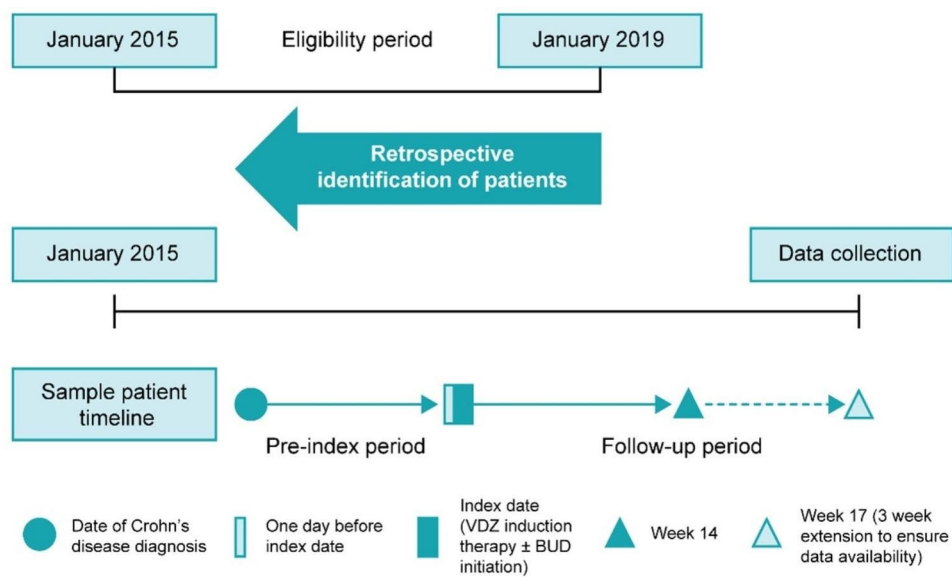 January 2015
Eligibility period
January 2019
Retrospective
identification of patients
January 2015
Data collection
Sample patient
timeline
Pre-index period
Follow-up period
Date of Crohn's
disease diagnosis
One day before
index date
Index date
(VDZ induction
therapy ± BUD
initiation)
Week 14
Week 17 (3 week
extension to ensure
data availability)